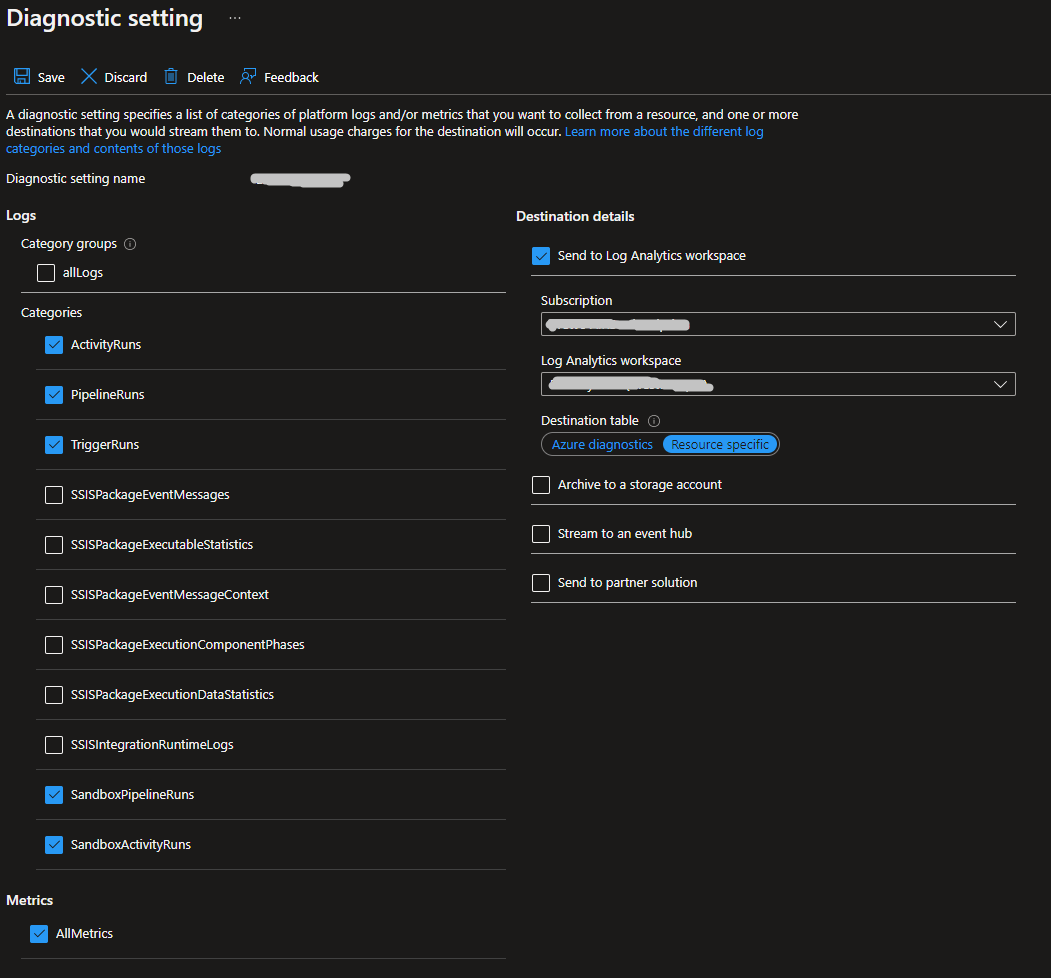 Diagnostic setting ...
Save Discard Delete Feedback
A diagnostic setting specifies a list of categories of platform logs and/or metrics that you want to collect from a resource, and one or more
destinations that you would stream them to. Normal usage charges for the destination will occur. Learn more about the different log
categories and contents of those logs
Diagnostic setting name
Logs
Category groups
allLogs
Categories
ActivityRuns
PipelineRuns
TriggerRuns
SSISPackageEventMessages
SSISPackageExecutableStatistics
SSISPackageEventMessageContext
SSISPackageExecutionComponentPhases
SSISPackageExecutionDataStatistics
SSISIntegrationRuntimeLogs
SandboxPipelineRuns
SandboxActivityRuns
Metrics
AllMetrics
Destination details
Send to Log Analytics workspace
Subscription
Log Analytics workspace
Destination table
Azure diagnostics Resource specific
Archive to a storage account
Stream to an event hub
Send to partner solution